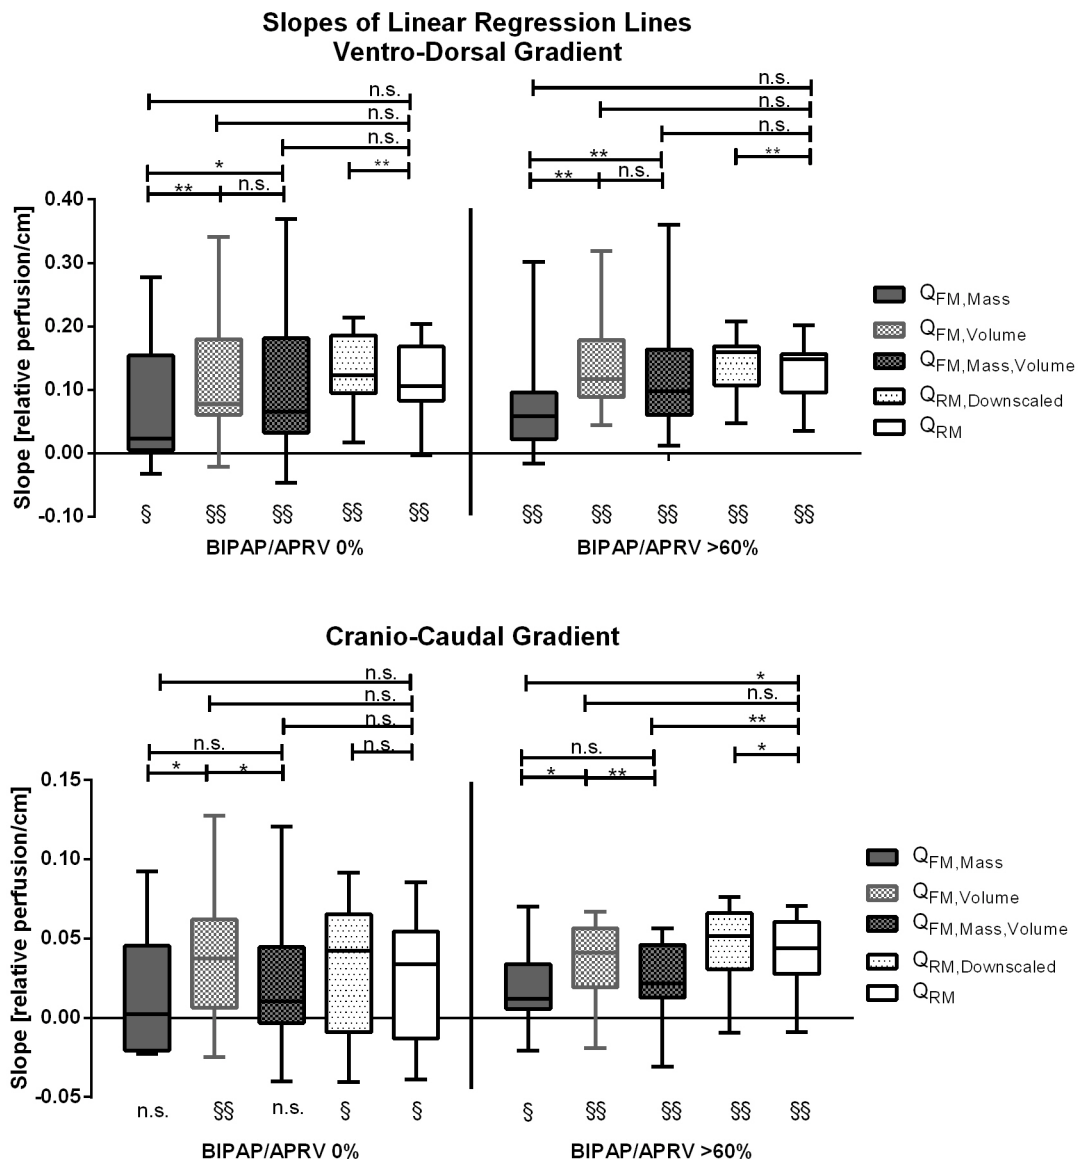 Slopes of Linear Regression Lines
Ventro-Dorsal Gradient
n.s.
n.s.
n.s.
* **
** n.s.
n.s.
n.s.
n.s.
** **
** n.s.
Slope [relative perfusion/cm]
0.40
0.30
0.20
0.10
0.00
-0.10
§ §§ §§ §§ §§
§§ §§ §§ §§ §§
BIPAP/APRV 0%
BIPAP/APRV >60%
QFM,Mass
QFM,Volume
QFM,Mass,Volume
QRM,Downscaled
QRM
Cranio-Caudal Gradient
n.s.
n.s.
n.s.
n.s. n.s.
* *
*
n.s.
**
n.s. *
* **
Slope [relative perfusion/cm]
0.15
0.10
0.05
0.00
-0.05
n.s. §§ n.s. § §
§ §§ §§ §§ §§
BIPAP/APRV 0%
BIPAP/APRV >60%
QFM,Mass
QFM,Volume
QFM,Mass,Volume
QRM,Downscaled
QRM